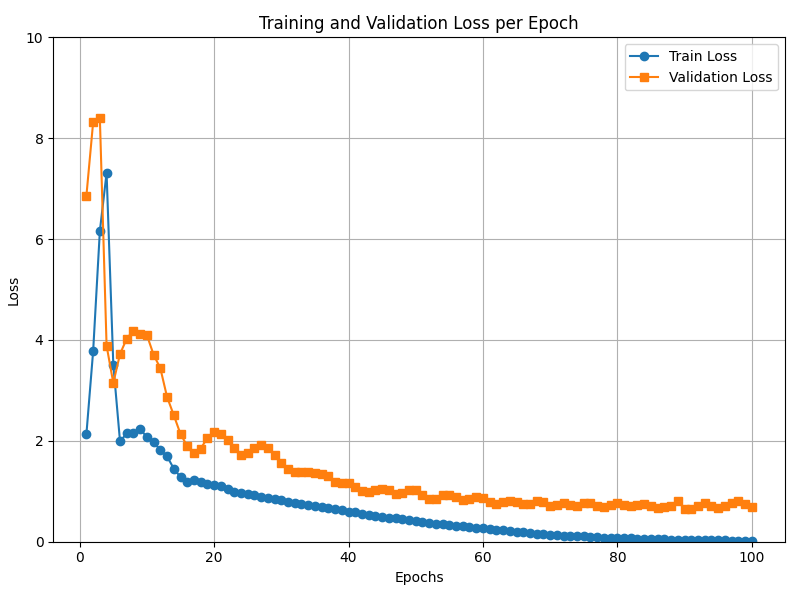 Training and Validation Loss per Epoch
Train Loss
Validation Loss
10
8
6
4
2
0
Loss
0 20 40 60 80 100
Epochs